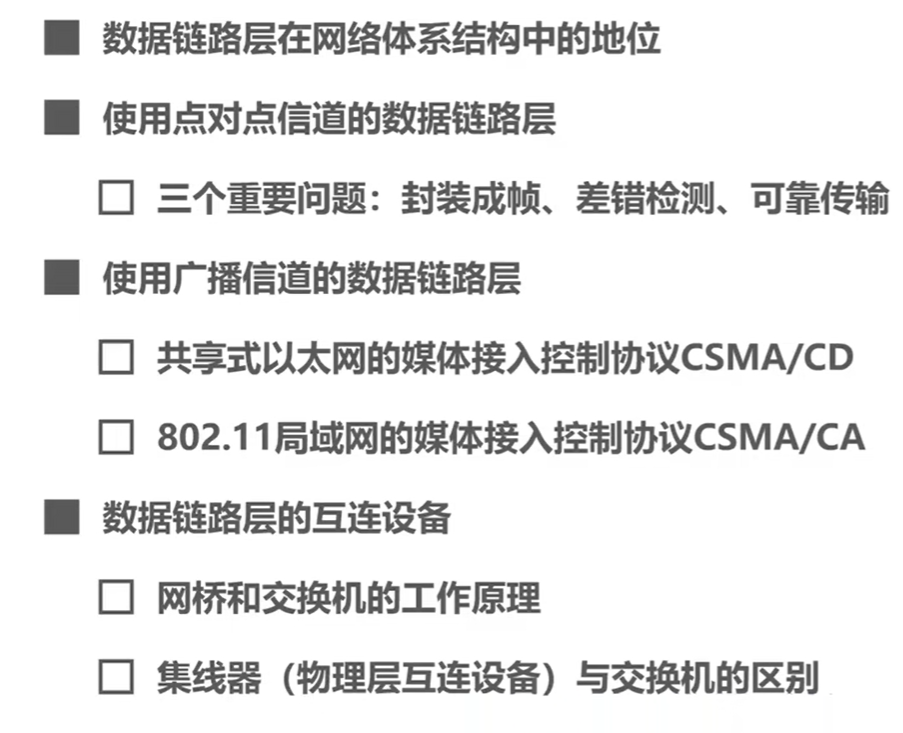 数据链路层在网络体系结构中的地位
使用点对点信道的数据链路层
三个重要问题：封装成帧、差错检测、可靠传输
使用广播信道的数据链路层
共享式以太网的媒体接入控制协议CSMA/CD
802.11局域网的媒体接入控制协议CSMA/CA
数据链路层的互连设备
网桥和交换机的工作原理
集线器（物理层互连设备）与交换机的区别